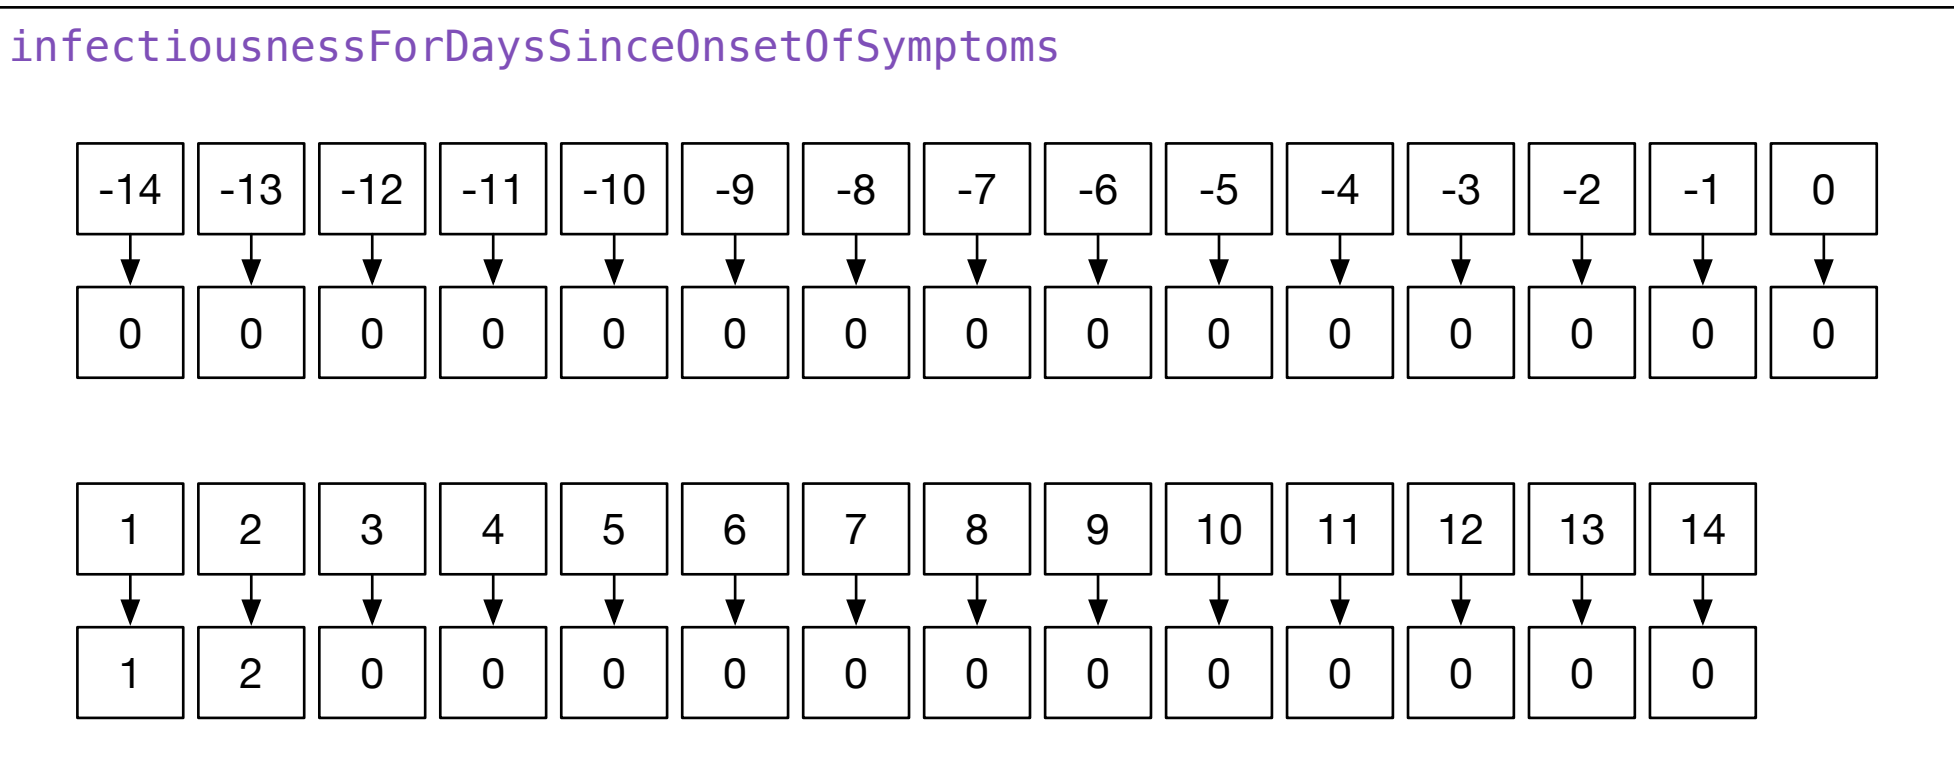 infectiousnessForDaysSinceOnsetOfSymptoms
-14 -13 -12 -11 -10 -9 -8 -7 -6 -5 -4 -3 -2 -1 0
0 0 0 0 0 0 0 0 0 0 0 0 0 0 0
1 2 3 4 5 6 7 8 9 10 11 12 13 14
1 2 0 0 0 0 0 0 0 0 0 0 0 0